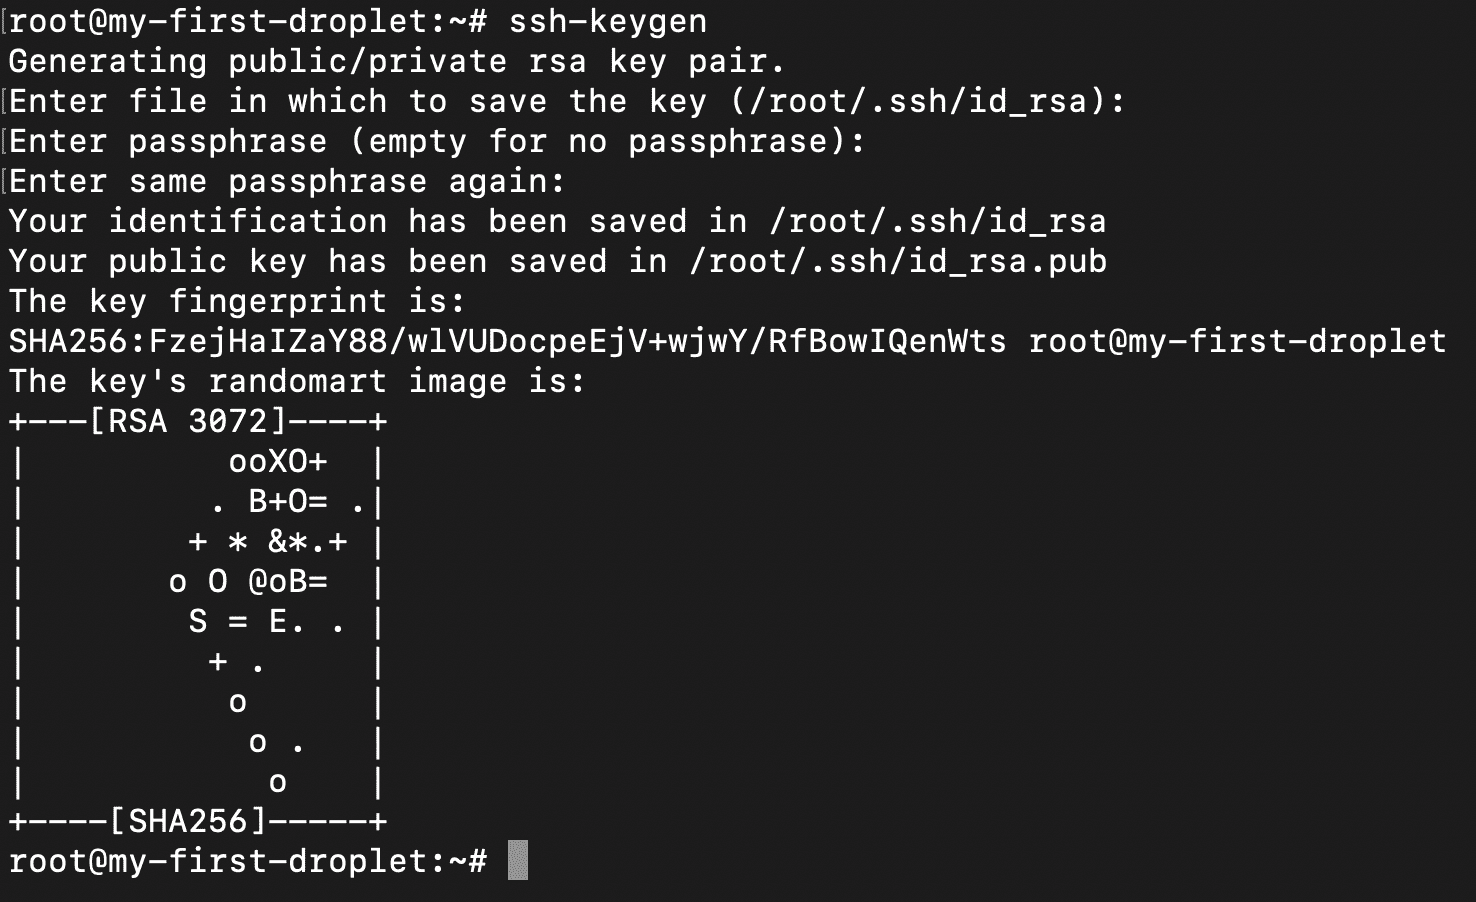 root@my-first-droplet:~# ssh-keygen
Generating public/private rsa key pair.
Enter file in which to save the key (/root/.ssh/id_rsa):
Enter passphrase (empty for no passphrase):
Enter same passphrase again:
Your identification has been saved in /root/.ssh/id_rsa
Your public key has been saved in /root/.ssh/id_rsa.pub
The key fingerprint is:
SHA256:FzejHaIZaY88/wlVUDocpeEjV+wjwY/RfBowIQenWts root@my-first-droplet
The key's randomart image is:
+---[RSA 3072]----+
|          ooXO+  |
|         . B+O= .|
|        + * &*.+ |
|       o O @oB=  |
|        S = E. . |
|         + .     |
|          o      |
|           o .   |
|            o    |
+----[SHA256]-----+
root@my-first-droplet:~#